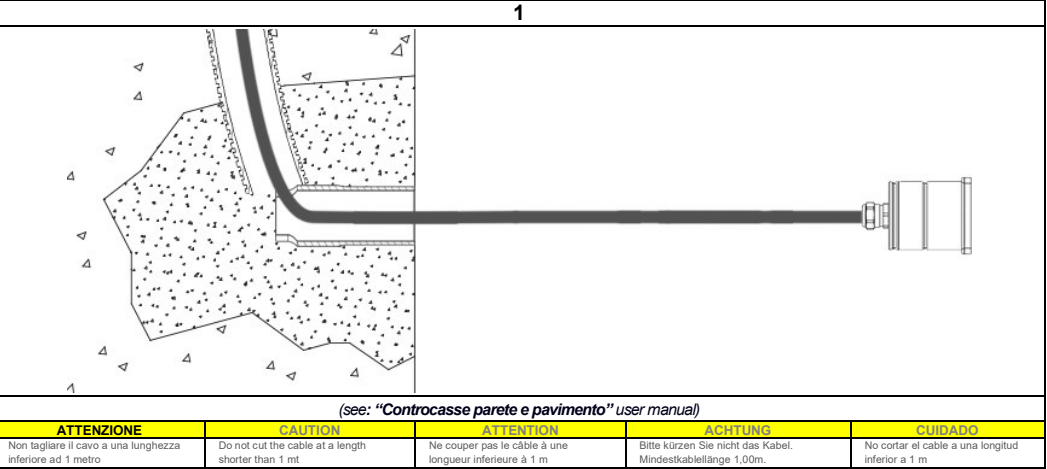 1
(see: “Controcasse parete e pavimento” user manual)
ATTENZIONE
Non tagliare il cavo a una lunghezza
inferiore ad 1 metro
CAUTION
Do not cut the cable at a length
shorter than 1 mt
ATTENTION
Ne couper pas le câble à une
longueur inferieure à 1 m
ACHTUNG
Bitte kürzen Sie nicht das Kabel.
Mindestkablellänge 1,00m.
CUIDADO
No cortar el cable a una longitud
inferior a 1 m